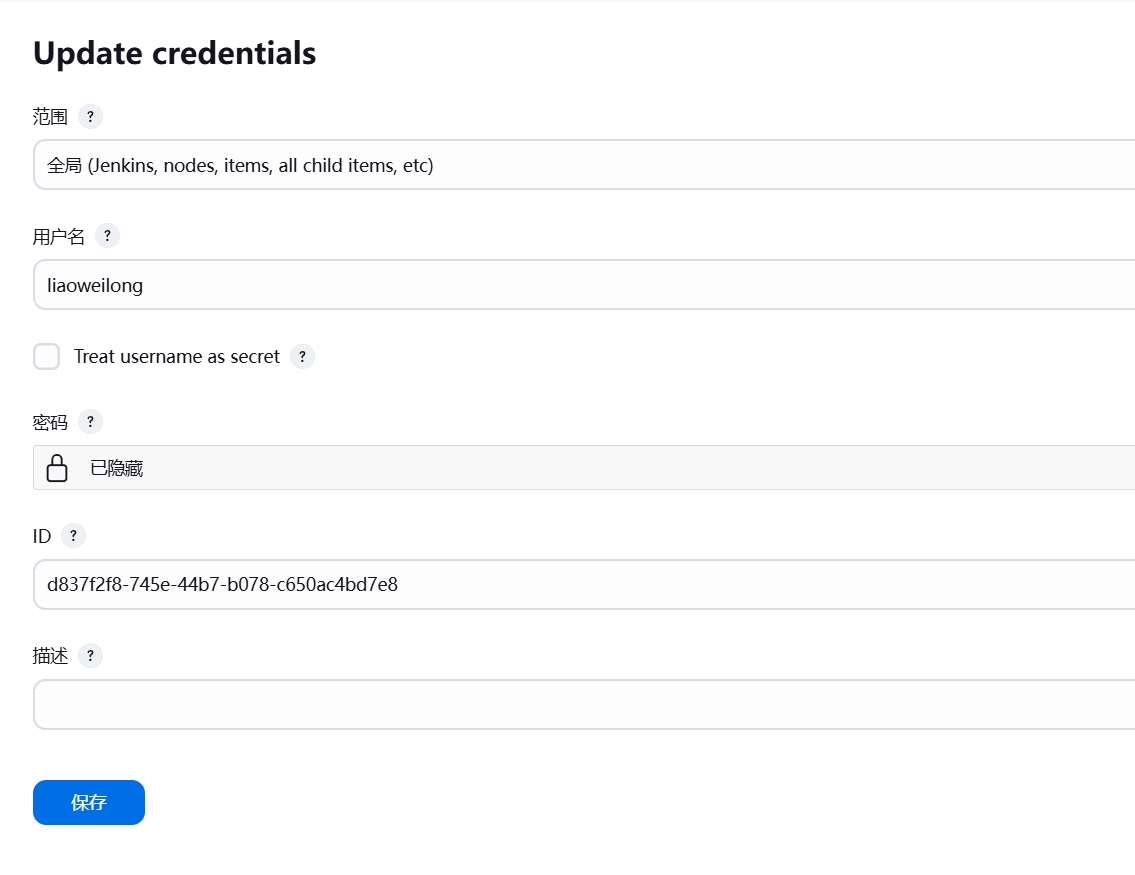 Update credentials
范围 ?
全局 (Jenkins, nodes, items, all child items, etc)
用户名 ?
liaoweilong
Treat username as secret ?
密码 ?
已隐藏
ID ?
d837f2f8-745e-44b7-b078-c650ac4bd7e8
描述 ?
保存